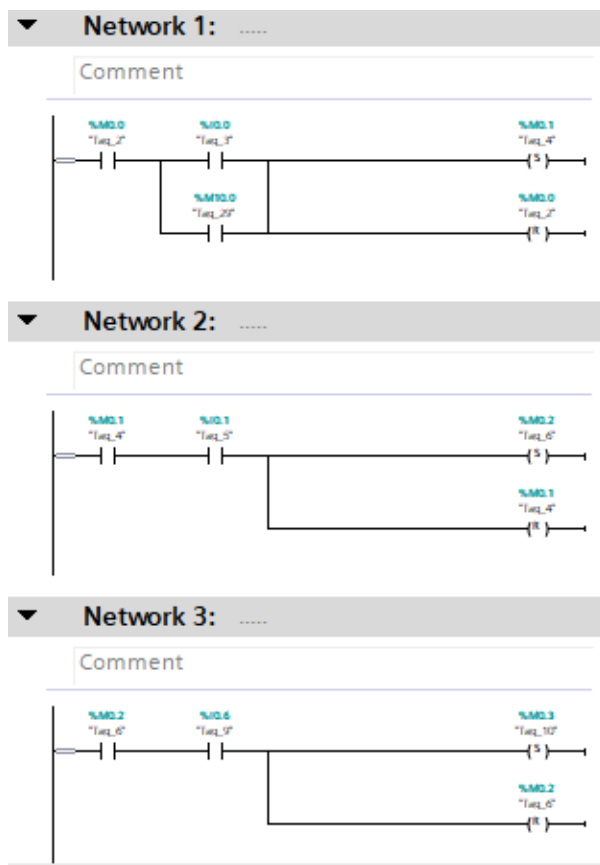 Network 1: .....
Comment
%M0.0 %I0.0 %M0.1
"Tag_2" "Tag_3" "Tag_4"
S
%M10.0 %M0.0
"Tag_29" "Tag_2"
R
Network 2: .....
Comment
%M0.1 %I0.1 %M0.2
"Tag_4" "Tag_5" "Tag_6"
S
%M0.1
"Tag_4"
R
Network 3: .....
Comment
%M0.2 %I0.6 %M0.3
"Tag_6" "Tag_9" "Tag_10"
S
%M0.2
"Tag_6"
R